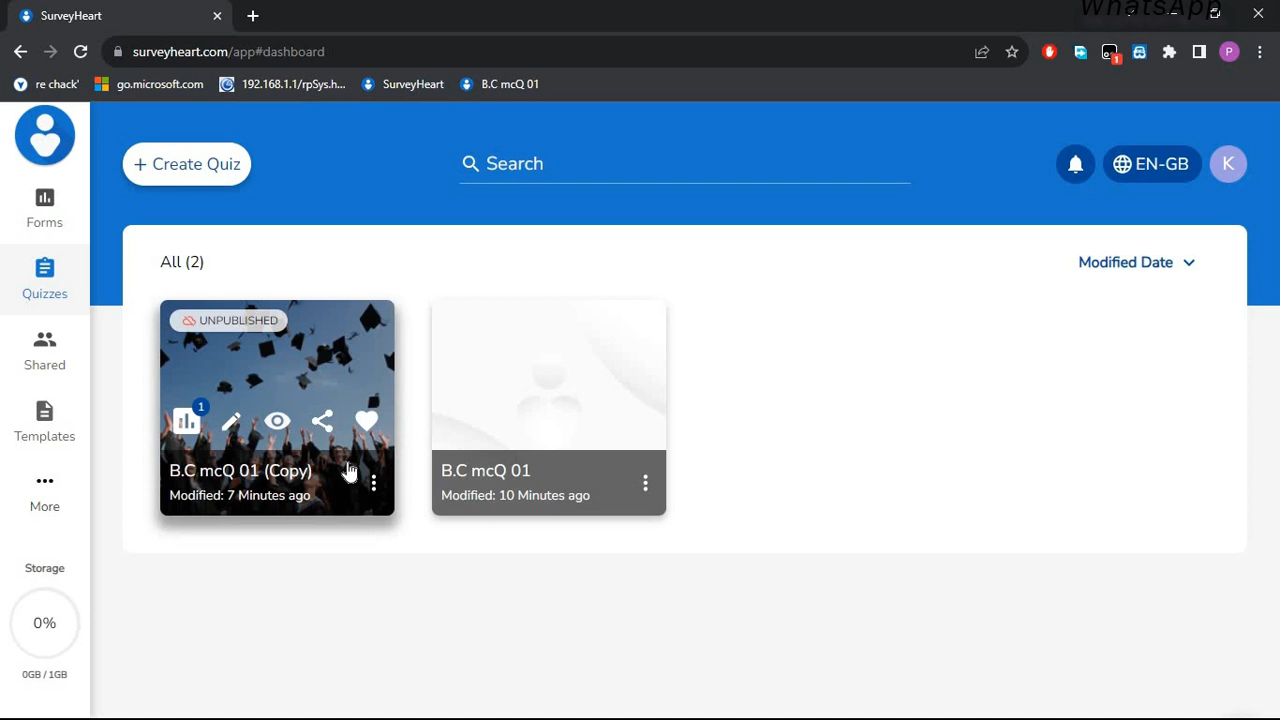 WhatsApp
SurveyHeart
surveyheart.com/app#dashboard
1
P
re chack'
go.microsoft.com
192.168.1.1/rpSys.h...
SurveyHeart
B.C mcQ 01
+ Create Quiz
Search
EN-GB
K
Forms
Quizzes
Shared
Templates
More
Storage
0%
0GB / 1GB
All (2)
Modified Date
UNPUBLISHED
1
B.C mcQ 01 (Copy)
Modified: 7 Minutes ago
B.C mcQ 01
Modified: 10 Minutes ago